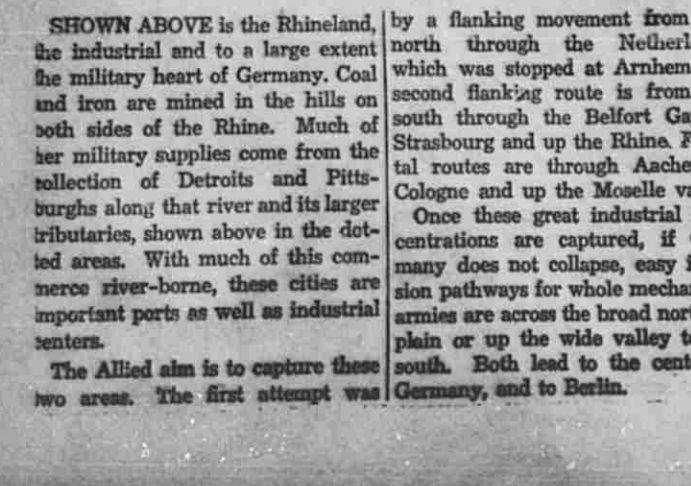 SHOWN ABOVE is the Rhineland,
the industrial and to a large extent
the military heart of Germany. Coal
and iron are mined in the hills on
both sides of the Rhine. Much of
her military supplies come from the
collection of Detroits and Pitts-
burghs along that river and its larger
tributaries, shown above in the dot-
ted areas. With much of this com-
merce river-borne, these cities are
important ports as well as industrial
centers.
The Allied aim is to capture these
two areas. The first attempt was
by a flanking movement from
north through the Netherl
which was stopped at Arnhem
second flanking route is from
south through the Belfort Ga
Strasbourg and up the Rhine.
tal routes are through Aache
Cologne and up the Moselle va
Once these great industrial
centrations are captured, if
many does not collapse, easy
sion pathways for whole mecha
armies are across the broad nort
plain or up the wide valley t
south. Both lead to the cent
Germany, and to Berlin.